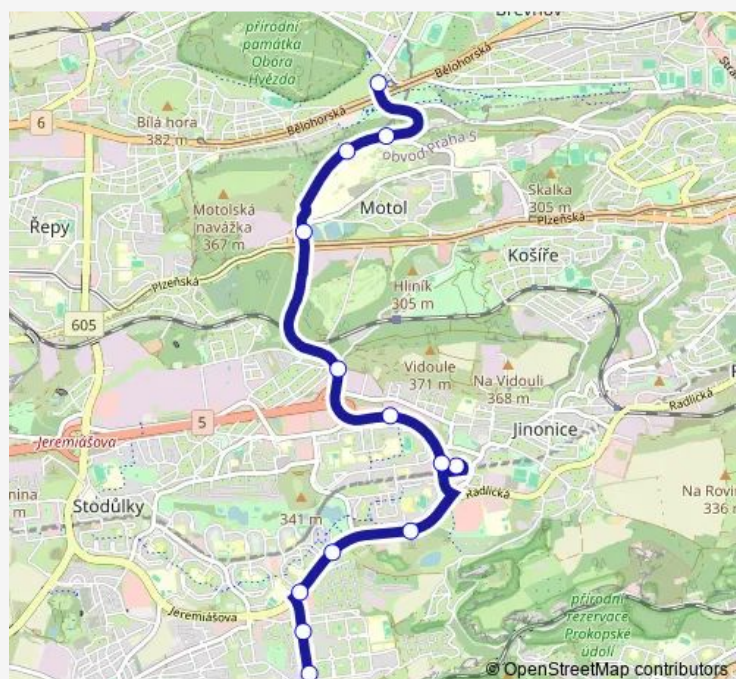 Břevnov
přírodní
památka
Obora
Hvězda
Bělohorská
6
Bílá hora
382 m
Bělohorská
obvod Praha 5
Skalka
305 m
Motolská
navážka
367 m
Motol
Plzeňská
Řepy
Košíře
Plzeňská
Hliník
305 m
605
Vidoule
371 m
Na Vidouli
368 m
Radlická
5
Jinonice
Jeremiášova
Radlická
Na Rovin
336 m
nina
m
Stodůlky
341 m
přírodní
rezervace
Prokopské
údolí
Jeremiášova
© OpenStreetMap contributors